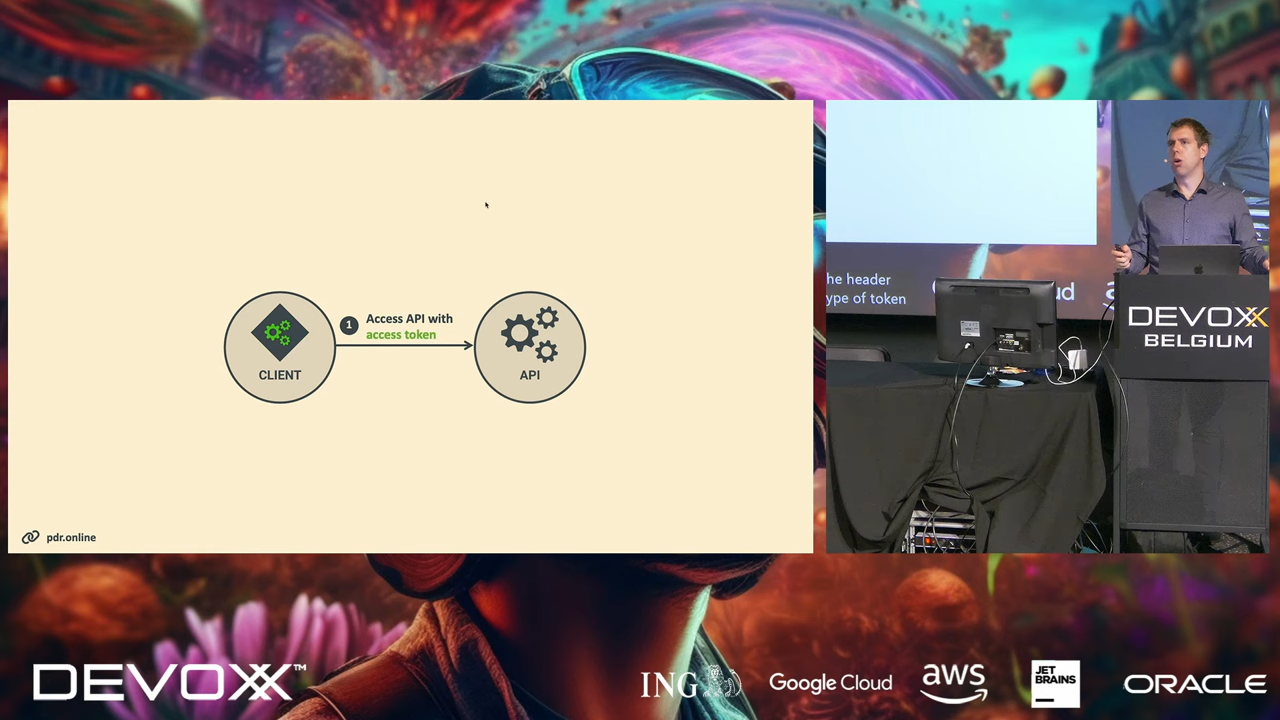 1
Access API with
access token
CLIENT
API
pdr.online
he header
ype of token
ud
DEVOXX
BELGIUM
DEVOXX™
ING
Google Cloud
aws
JET
BRAINS
ORACLE